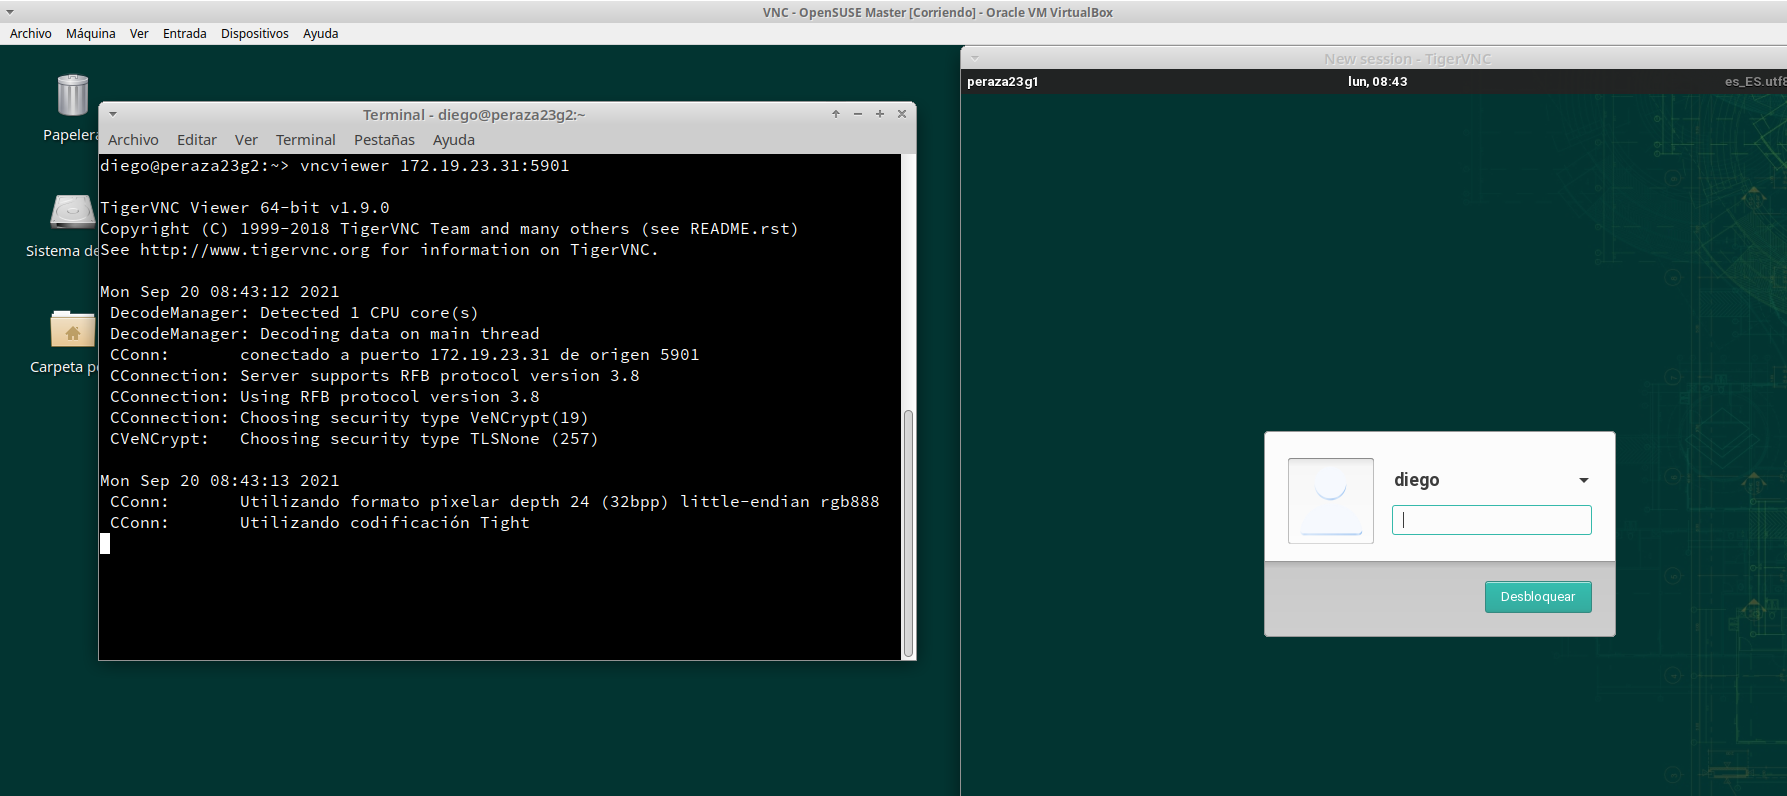 VNC - OpenSUSE Master [Corriendo] - Oracle VM VirtualBox
Archivo Máquina Ver Entrada Dispositivos Ayuda
Papelera
Sistema de
Carpeta pe
Terminal - diego@peraza23g2:~
Archivo Editar Ver Terminal Pestañas Ayuda
diego@peraza23g2:~> vncviewer 172.19.23.31:5901
TigerVNC Viewer 64-bit v1.9.0
Copyright (C) 1999-2018 TigerVNC Team and many others (see README.rst)
See http://www.tigervnc.org for information on TigerVNC.
Mon Sep 20 08:43:12 2021
DecodeManager: Detected 1 CPU core(s)
DecodeManager: Decoding data on main thread
CConn: conectado a puerto 172.19.23.31 de origen 5901
CConnection: Server supports RFB protocol version 3.8
CConnection: Using RFB protocol version 3.8
CConnection: Choosing security type VeNCrypt(19)
CVeNCrypt: Choosing security type TLSNone (257)
Mon Sep 20 08:43:13 2021
CConn: Utilizando formato pixelar depth 24 (32bpp) little-endian rgb888
CConn: Utilizando codificación Tight
New session - TigerVNC
peraza23g1 lun, 08:43 es_ES.utf8
diego
Desbloquear